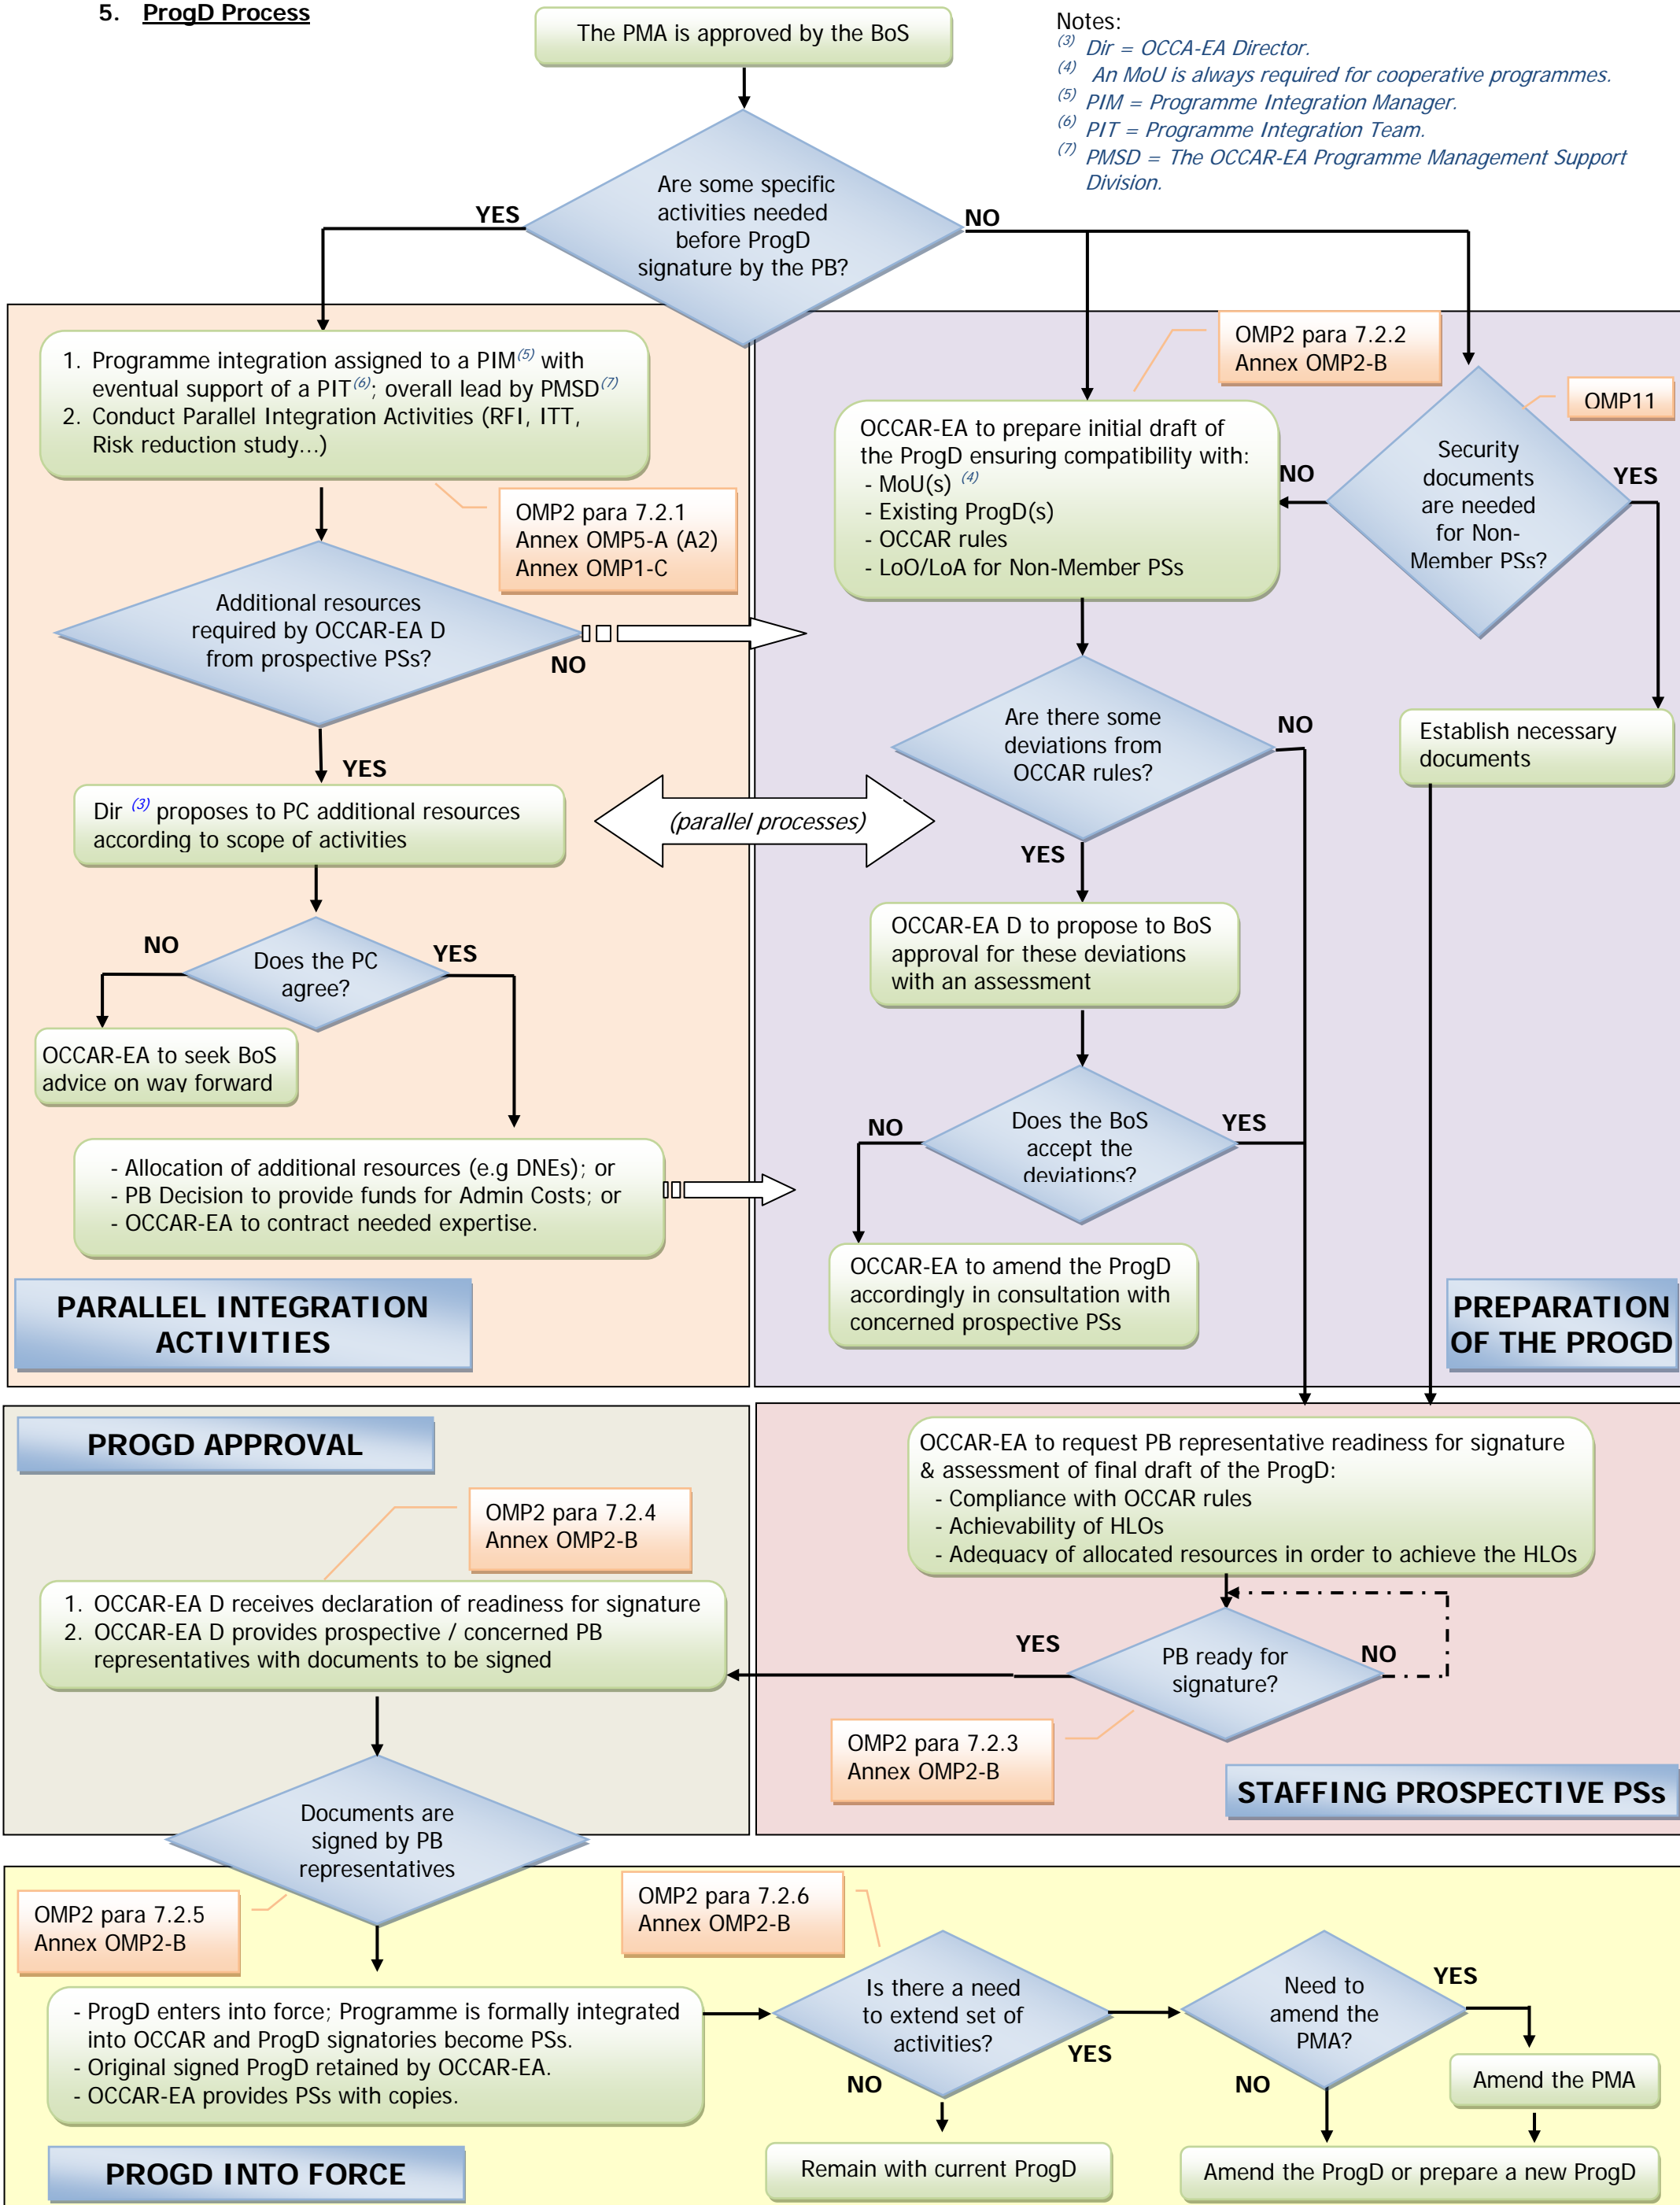 5. ProgD Process
The PMA is approved by the BoS
Notes:
(3) Dir = OCCA-EA Director.
(4) An MoU is always required for cooperative programmes.
(5) PIM = Programme Integration Manager.
(6) PIT = Programme Integration Team.
(7) PMSD = The OCCAR-EA Programme Management Support
Division.
Are some specific
activities needed
before ProgD
signature by the PB?
YES
NO
1. Programme integration assigned to a PIM(5) with
eventual support of a PIT(6); overall lead by PMSD(7)
2. Conduct Parallel Integration Activities (RFI, ITT,
Risk reduction study...)
OMP2 para 7.2.1
Annex OMP5-A (A2)
Annex OMP1-C
Additional resources
required by OCCAR-EA D
from prospective PSs?
NO
YES
Dir (3) proposes to PC additional resources
according to scope of activities
(parallel processes)
Does the PC
agree?
NO
YES
OCCAR-EA to seek BoS
advice on way forward
- Allocation of additional resources (e.g DNEs); or
- PB Decision to provide funds for Admin Costs; or
- OCCAR-EA to contract needed expertise.
PARALLEL INTEGRATION
ACTIVITIES
OMP2 para 7.2.2
Annex OMP2-B
OMP11
OCCAR-EA to prepare initial draft of
the ProgD ensuring compatibility with:
- MoU(s) (4)
- Existing ProgD(s)
- OCCAR rules
- LoO/LoA for Non-Member PSs
Security
documents
are needed
for Non-
Member PSs?
NO
YES
Establish necessary
documents
Are there some
deviations from
OCCAR rules?
NO
YES
OCCAR-EA D to propose to BoS
approval for these deviations
with an assessment
Does the BoS
accept the
deviations?
NO
YES
OCCAR-EA to amend the ProgD
accordingly in consultation with
concerned prospective PSs
PREPARATION
OF THE PROGD
PROGD APPROVAL
OMP2 para 7.2.4
Annex OMP2-B
1. OCCAR-EA D receives declaration of readiness for signature
2. OCCAR-EA D provides prospective / concerned PB
representatives with documents to be signed
OCCAR-EA to request PB representative readiness for signature
& assessment of final draft of the ProgD:
- Compliance with OCCAR rules
- Achievability of HLOs
- Adequacy of allocated resources in order to achieve the HLOs
PB ready for
signature?
YES
NO
OMP2 para 7.2.3
Annex OMP2-B
STAFFING PROSPECTIVE PSs
Documents are
signed by PB
representatives
OMP2 para 7.2.5
Annex OMP2-B
OMP2 para 7.2.6
Annex OMP2-B
- ProgD enters into force; Programme is formally integrated
into OCCAR and ProgD signatories become PSs.
- Original signed ProgD retained by OCCAR-EA.
- OCCAR-EA provides PSs with copies.
Is there a need
to extend set of
activities?
YES
NO
Need to
amend the
PMA?
YES
NO
Amend the PMA
Remain with current ProgD
Amend the ProgD or prepare a new ProgD
PROGD INTO FORCE